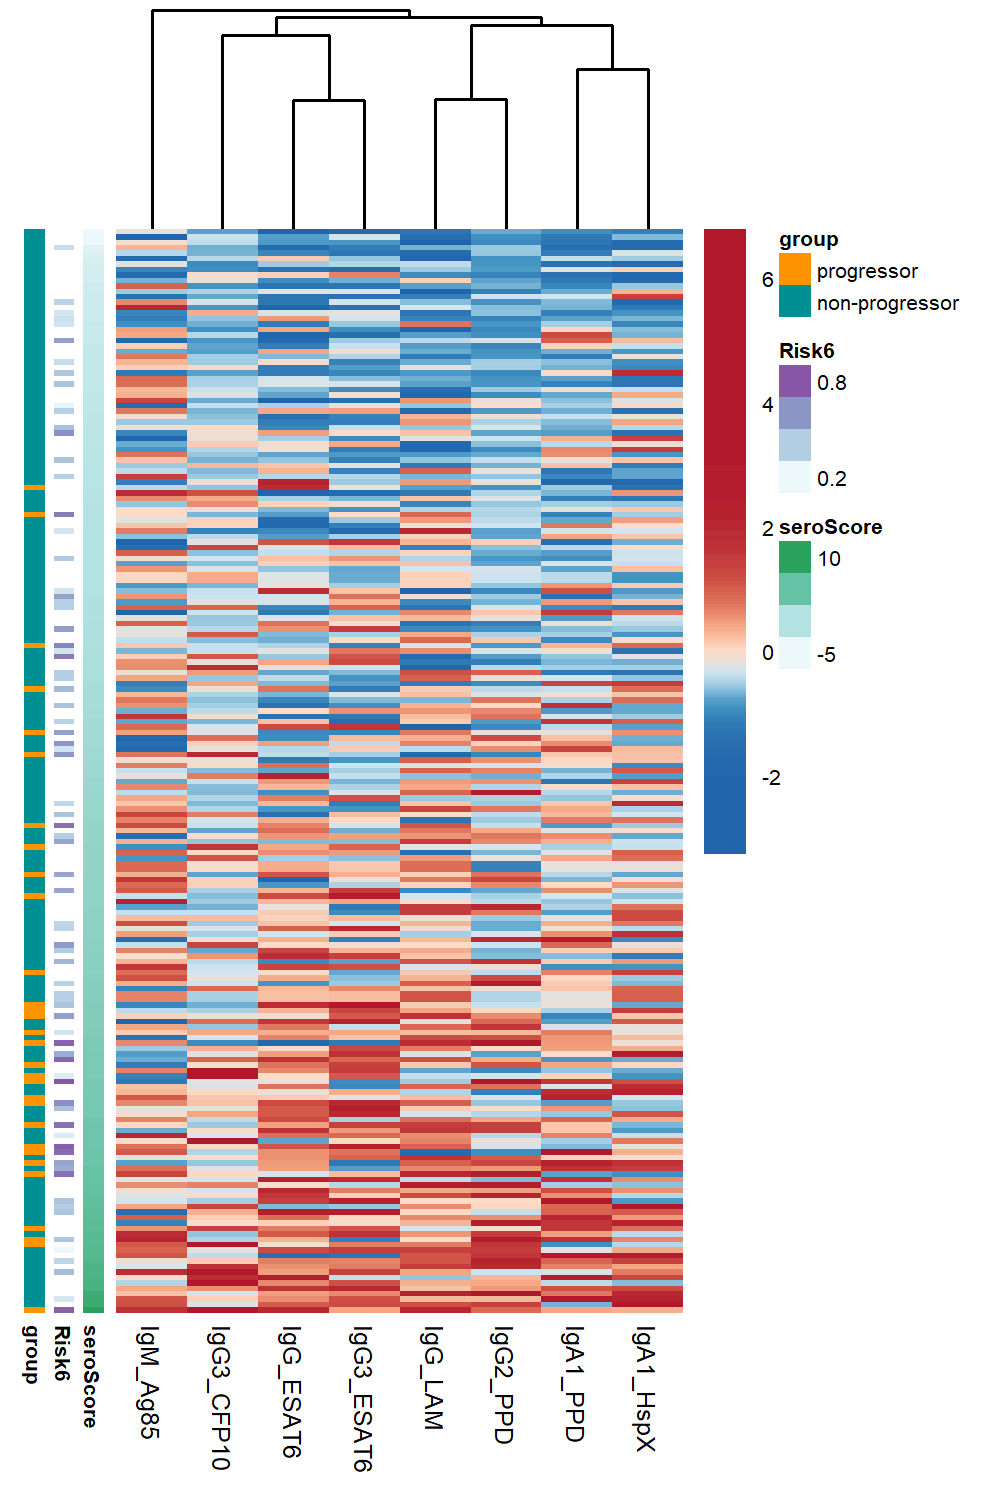 group
progressor
non-progressor
Risk6
0.8
0.2
seroScore
10
-5
6
4
2
0
-2
group
Risk6
seroScore
IgM_Ag85
IgG3_CFP10
IgG_ESAT6
IgG3_ESAT6
IgG_LAM
IgG2_PPD
IgA1_PPD
IgA1_HspX